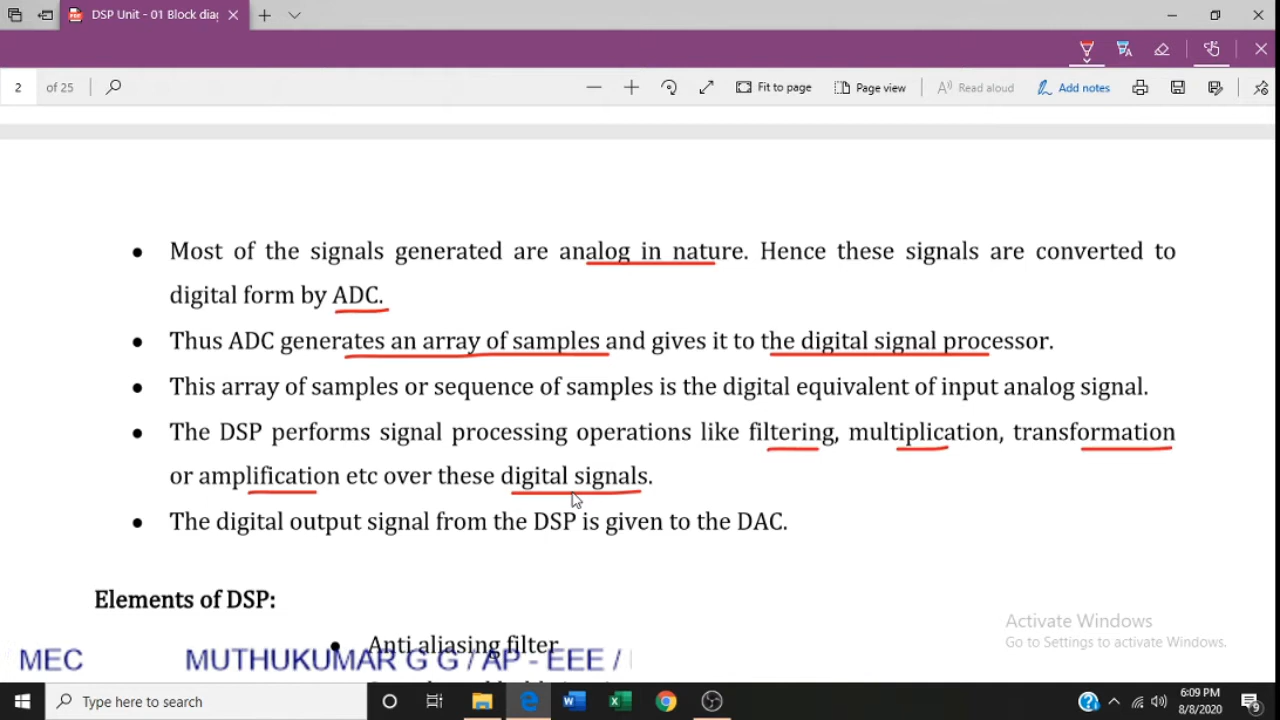 DSP Unit - 01 Block diag
2 of 25
Fit to page
Page view
Read aloud
Add notes
• Most of the signals generated are analog in nature. Hence these signals are converted to
digital form by ADC.
• Thus ADC generates an array of samples and gives it to the digital signal processor.
• This array of samples or sequence of samples is the digital equivalent of input analog signal.
• The DSP performs signal processing operations like filtering, multiplication, transformation
or amplification etc over these digital signals.
• The digital output signal from the DSP is given to the DAC.
Elements of DSP:
• Anti aliasing filter
MEC MUTHUKUMAR G G / AP - EEE /
Activate Windows
Go to Settings to activate Windows.
Type here to search
6:09 PM
8/8/2020
9